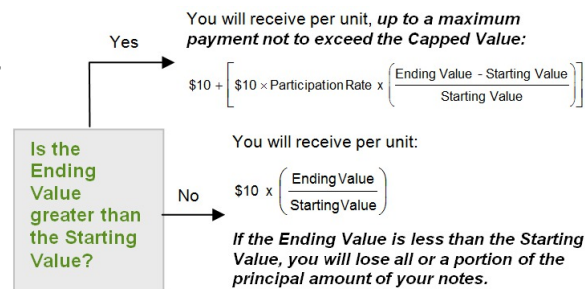 You will receive per unit, up to a maximum
payment not to exceed the Capped Value:
Yes
$10 + [ $10 × Participation Rate x ( Ending Value - Starting Value / Starting Value ) ]
Is the
Ending
Value
greater than
the Starting
Value?
No
You will receive per unit:
$10 x ( Ending Value / Starting Value )
If the Ending Value is less than the Starting
Value, you will lose all or a portion of the
principal amount of your notes.